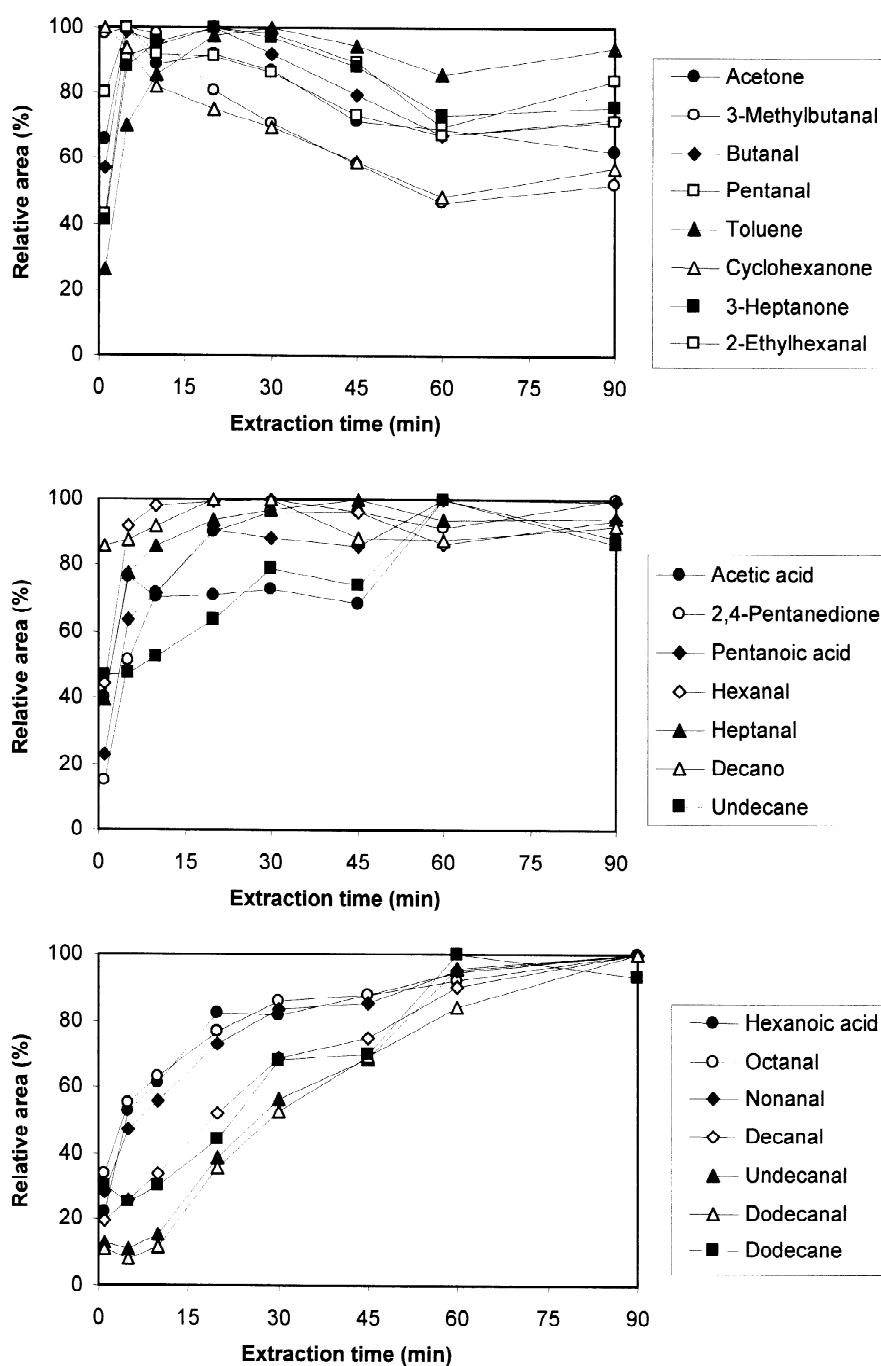 Relative area (%)
100
80
60
40
20
0
0 15 30 45 60 75 90
Extraction time (min)
Acetone
3-Methylbutanal
Butanal
Pentanal
Toluene
Cyclohexanone
3-Heptanone
2-Ethylhexanal
Relative area (%)
100
80
60
40
20
0
0 15 30 45 60 75 90
Extraction time (min)
Acetic acid
2,4-Pentanedione
Pentanoic acid
Hexanal
Heptanal
Decano
Undecane
Relative area (%)
100
80
60
40
20
0
0 15 30 45 60 75 90
Extraction time (min)
Hexanoic acid
Octanal
Nonanal
Decanal
Undecanal
Dodecanal
Dodecane